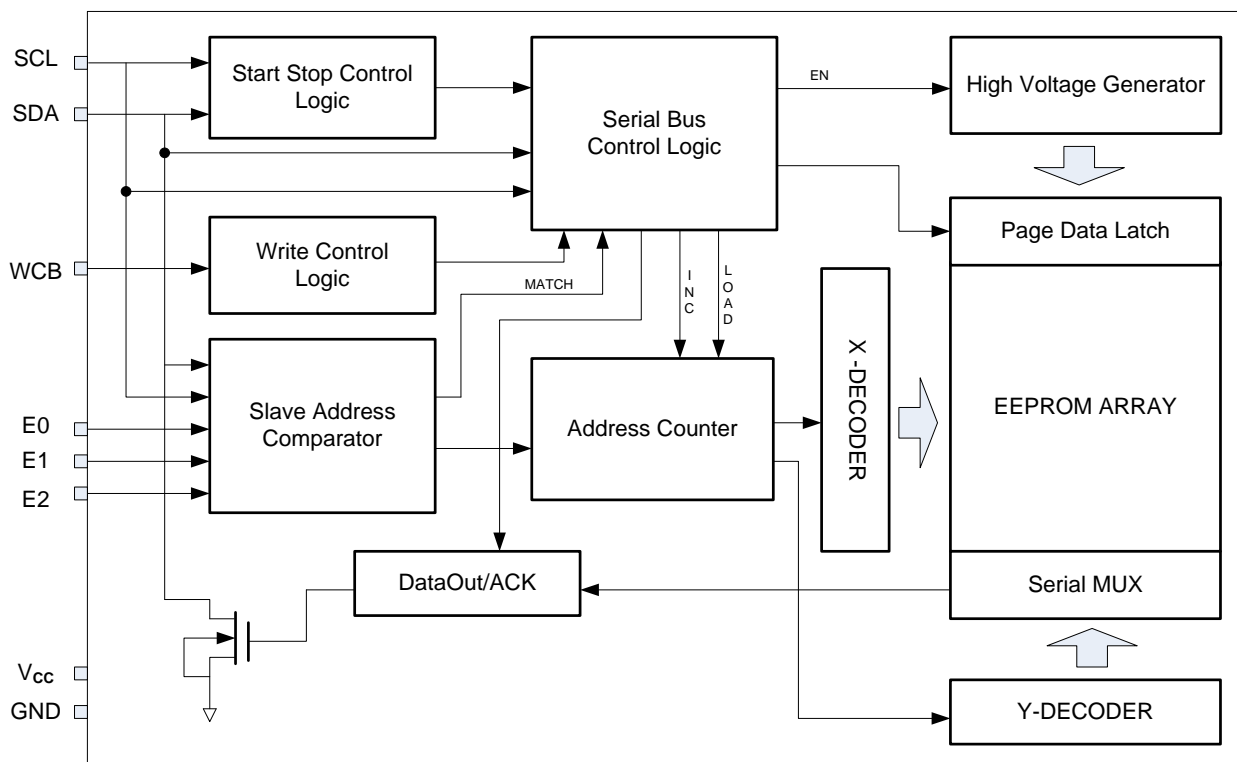 SCL
SDA
WCB
E0
E1
E2
Vcc
GND
Start Stop Control
Logic
Serial Bus
Control Logic
EN
High Voltage Generator
Write Control
Logic
MATCH
INC
LOAD
Page Data Latch
Slave Address
Comparator
Address Counter
X-DECODER
EEPROM ARRAY
DataOut/ACK
Serial MUX
Y-DECODER